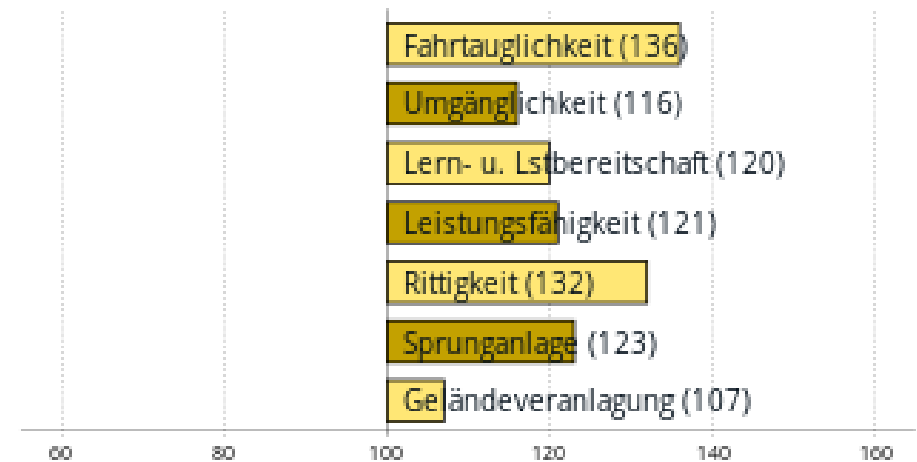 Fahrtauglichkeit (136)
Umgänglichkeit (116)
Lern- u. Lstbereitschaft (120)
Leistungsfähigkeit (121)
Rittigkeit (132)
Sprunganlage (123)
Geländeveranlagung (107)
60 80 100 120 140 160